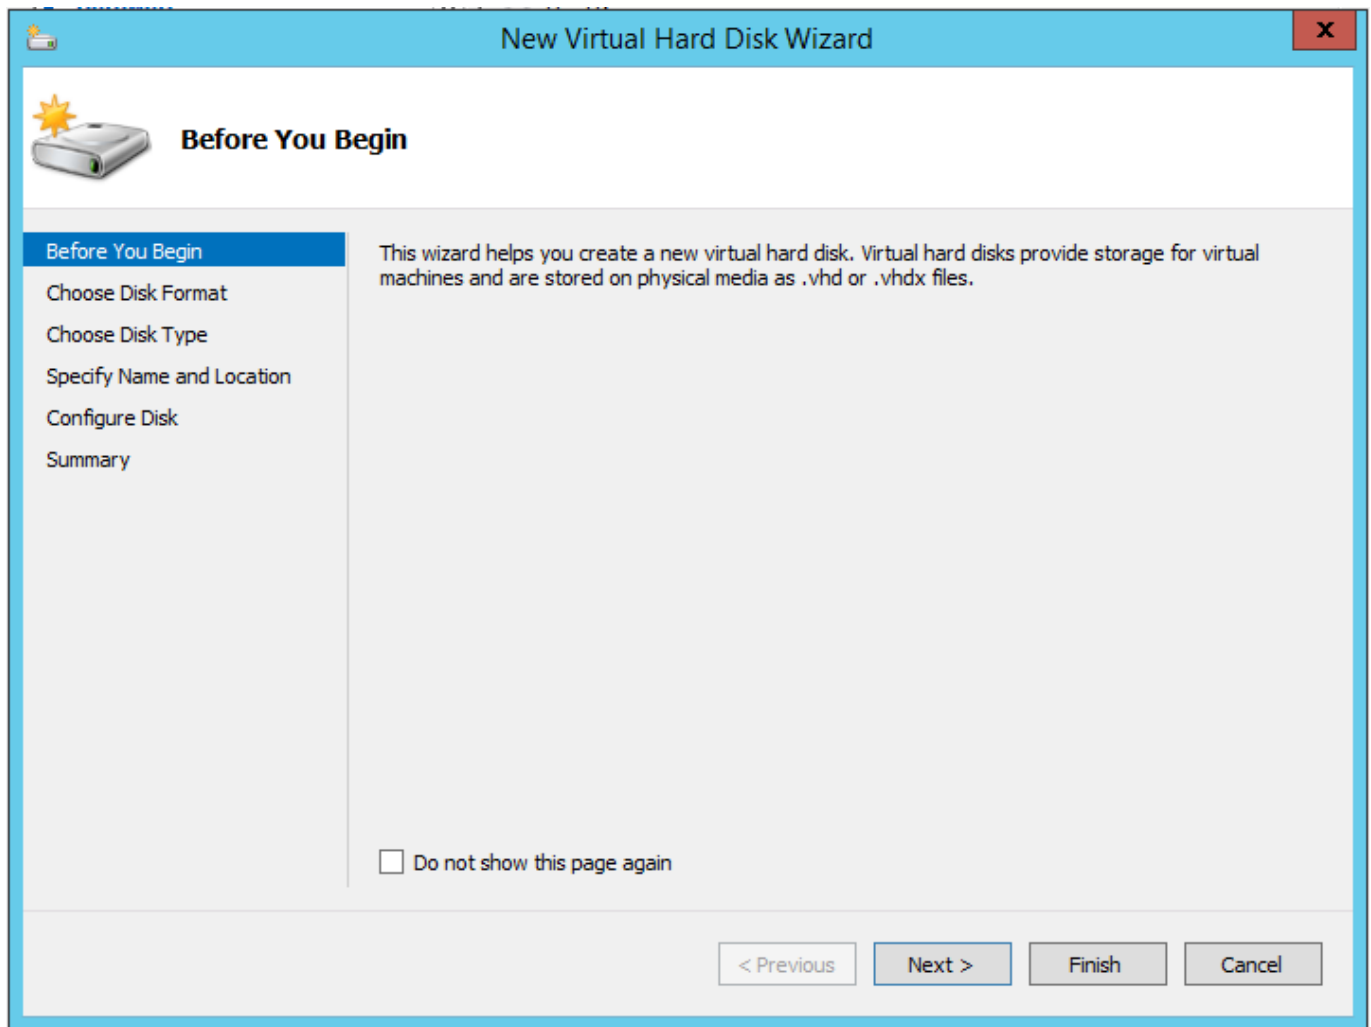 New Virtual Hard Disk Wizard
x
Before You Begin
Before You Begin
Choose Disk Format
Choose Disk Type
Specify Name and Location
Configure Disk
Summary
This wizard helps you create a new virtual hard disk. Virtual hard disks provide storage for virtual
machines and are stored on physical media as .vhd or .vhdx files.
Do not show this page again
< Previous
Next >
Finish
Cancel